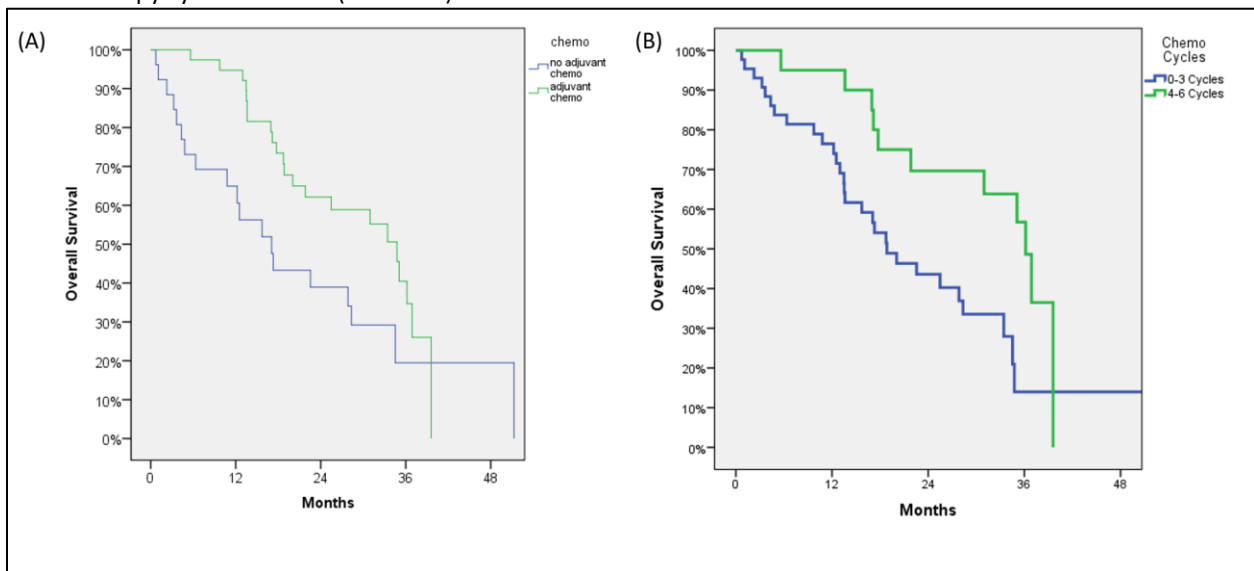 (A)
100%
90%
80%
70%
60%
50%
40%
30%
20%
10%
0%
Overall Survival
0 12 24 36 48
Months
chemo
no adjuvant
chemo
adjuvant
chemo
(B)
100%
90%
80%
70%
60%
50%
40%
30%
20%
10%
0%
Overall Survival
0 12 24 36 48
Months
Chemo
Cycles
0-3 Cycles
4-6 Cycles